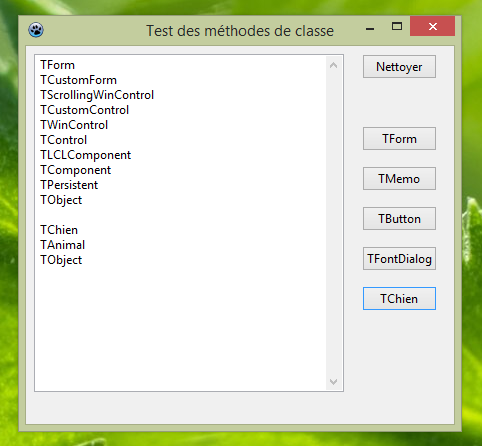 Test des méthodes de classe
TForm
TCustomForm
TScrollingWinControl
TCustomControl
TWinControl
TControl
TLCLComponent
TComponent
TPersistent
TObject
TChien
TAnimal
TObject
Nettoyer
TForm
TMemo
TButton
TFontDialog
TChien